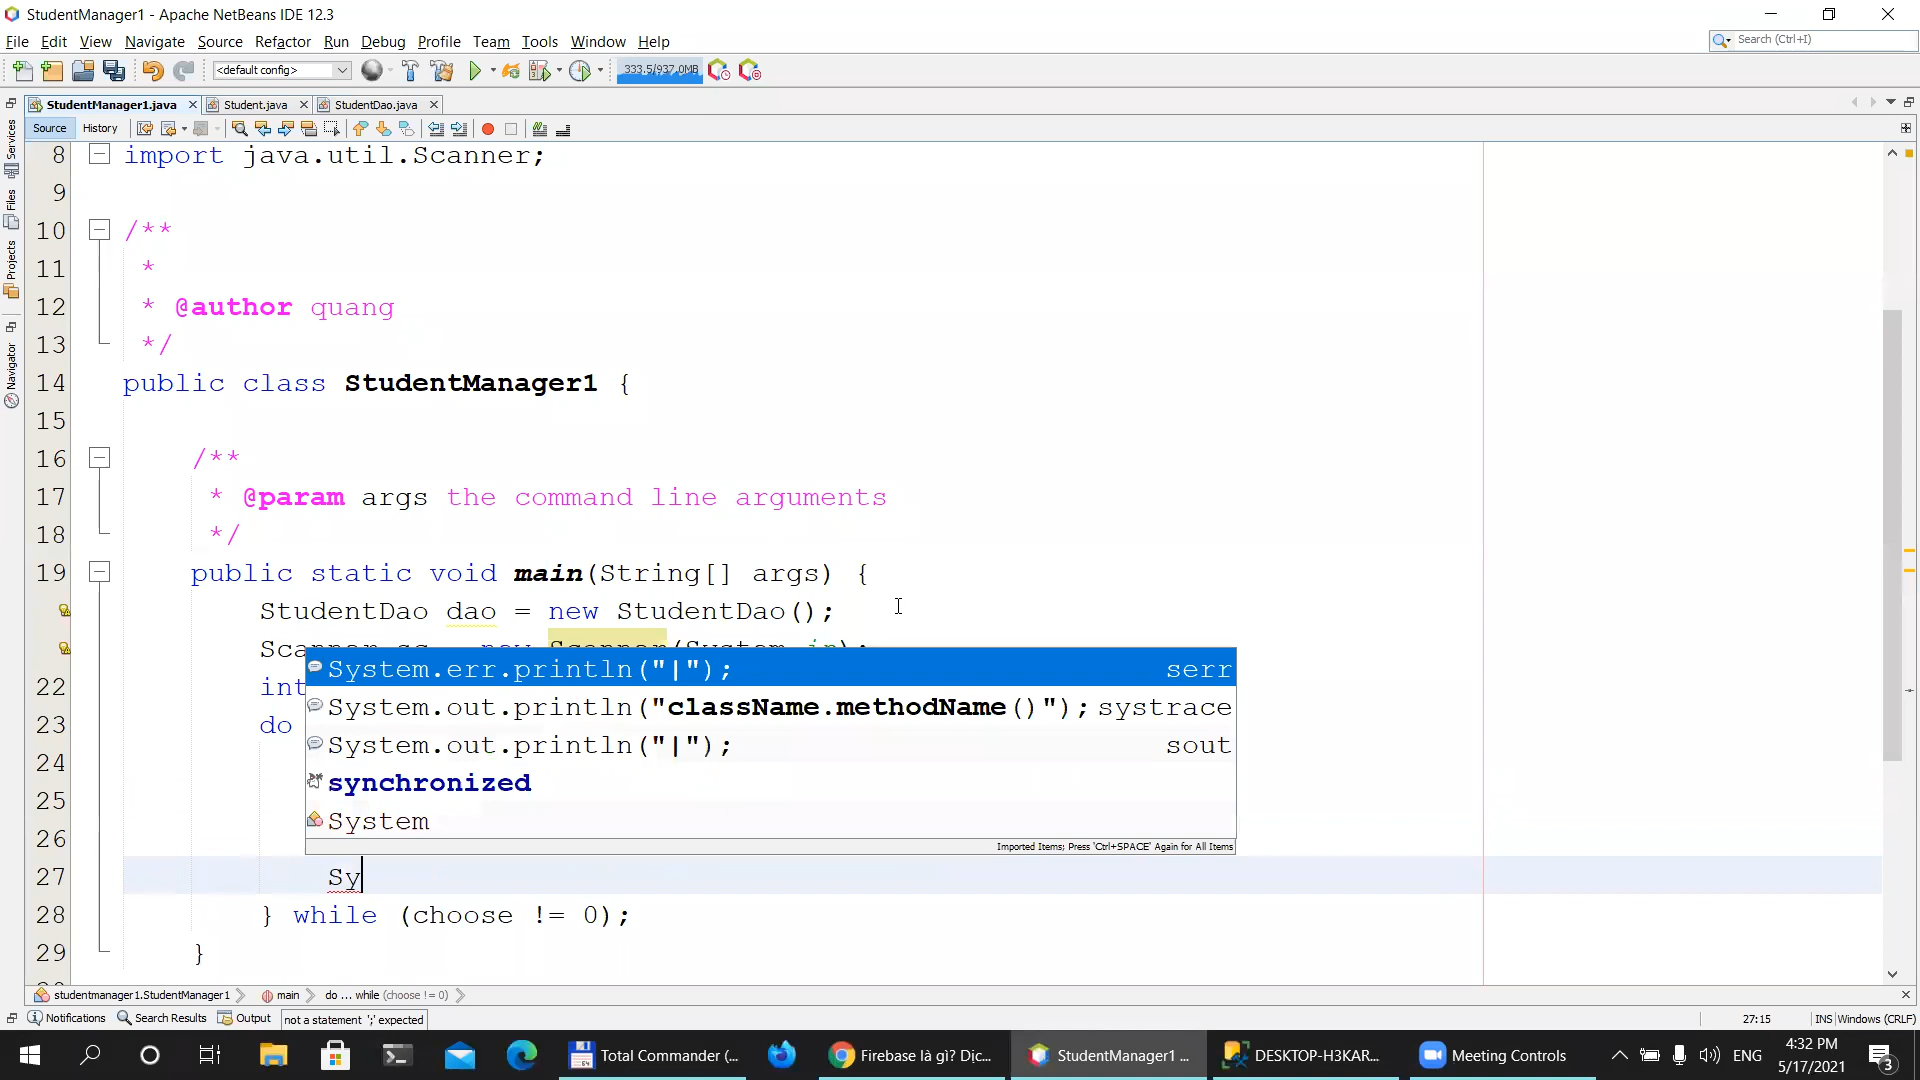 StudentManager1 - Apache NetBeans IDE 12.3
File Edit View Navigate Source Refactor Run Debug Profile Team Tools Window Help
Search (Ctrl+I)
<default config>
333.5/937.0MB
StudentManager1.java Student.java StudentDao.java
Source History
Services
Files
Projects
Navigator
8 import java.util.Scanner;
9
10 /**
11 *
12 * @author quang
13 */
14 public class StudentManager1 {
15
16 /**
17 * @param args the command line arguments
18 */
19 public static void main(String[] args) {
StudentDao dao = new StudentDao();
22 int
23 do
24
25
26
27 Sy
28 } while (choose != 0);
29 }
System.err.println("|"); serr
System.out.println("className.methodName()"); systrace
System.out.println("|"); sout
synchronized
System
Imported Items; Press 'Ctrl+SPACE' Again for All Items
studentmanager1.StudentManager1 main do ... while (choose != 0)
Notifications Search Results Output not a statement ';' expected
27:15 INS Windows (CRLF)
Total Commander (... Firebase là gì? Dịc... StudentManager1 ... DESKTOP-H3KAR... Meeting Controls
ENG
4:32 PM
5/17/2021
3